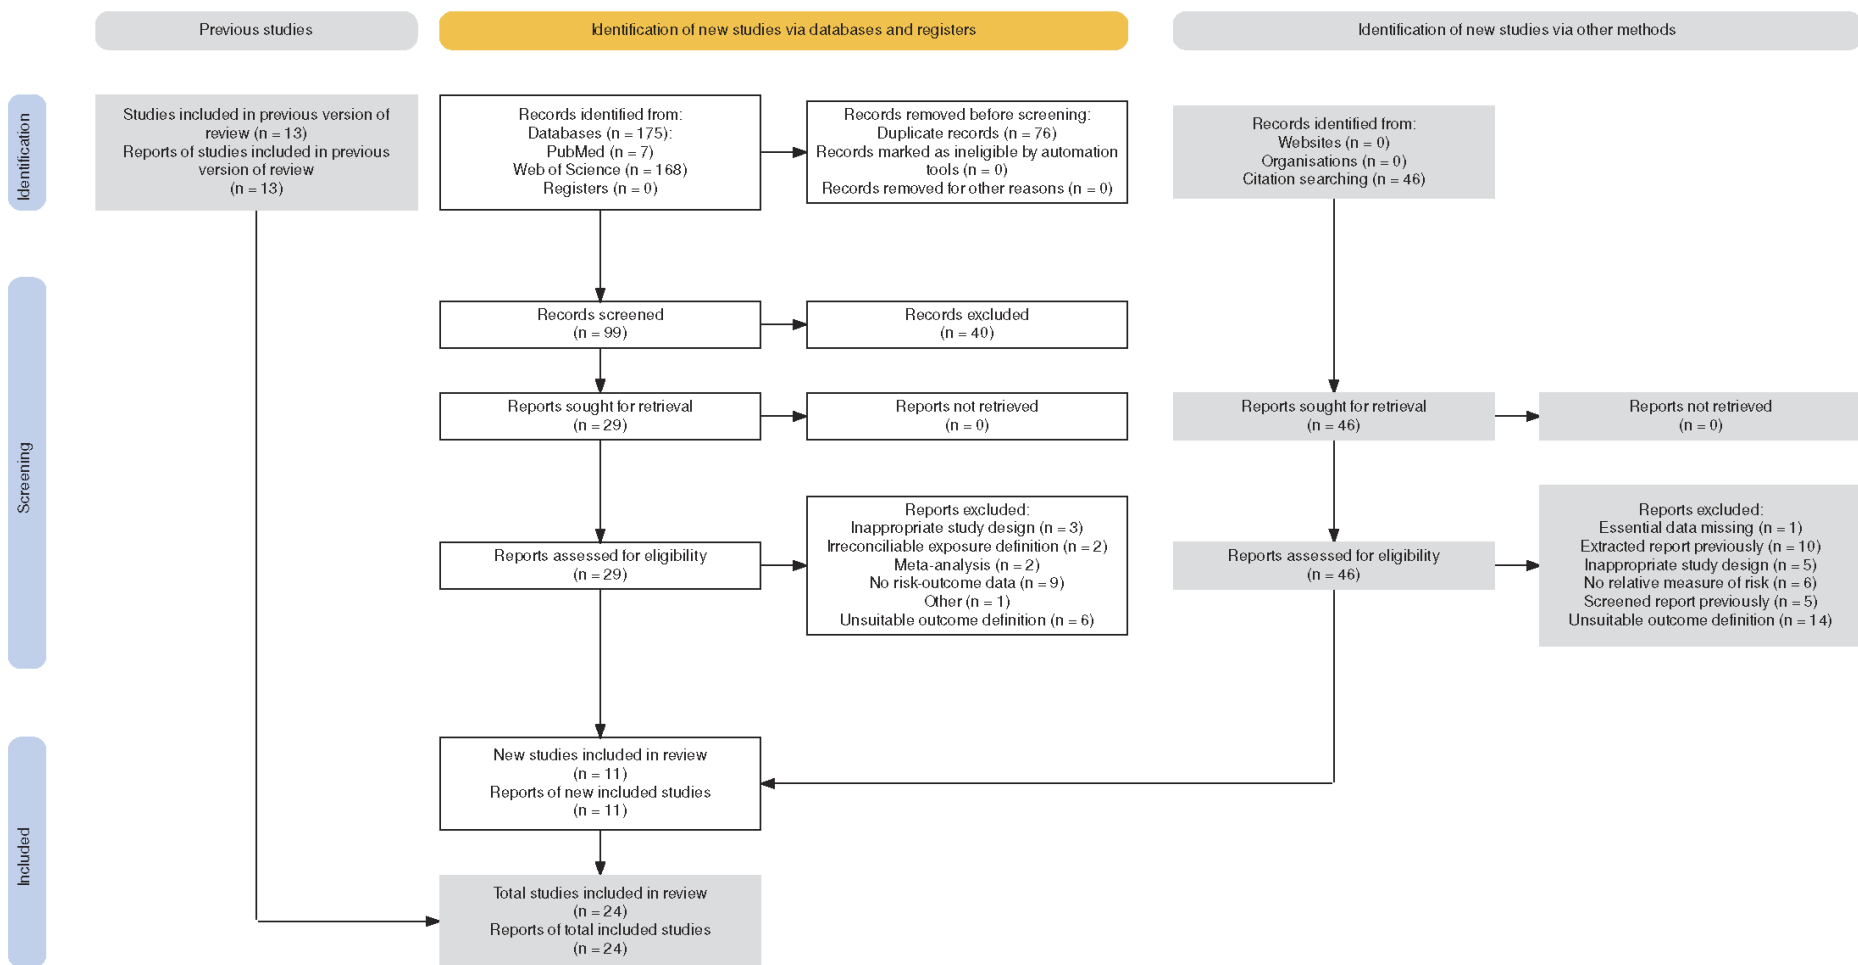 Previous studies
Identification of new studies via databases and registers
Identification of new studies via other methods
Identification
Studies included in previous version of
review (n = 13)
Reports of studies included in previous
version of review
(n = 13)
Records identified from:
Databases (n = 175):
PubMed (n = 7)
Web of Science (n = 168)
Registers (n = 0)
Records removed before screening:
Duplicate records (n = 76)
Records marked as ineligible by automation
tools (n = 0)
Records removed for other reasons (n = 0)
Records identified from:
Websites (n = 0)
Organisations (n = 0)
Citation searching (n = 46)
Screening
Records screened
(n = 99)
Records excluded
(n = 40)
Reports sought for retrieval
(n = 29)
Reports not retrieved
(n = 0)
Reports sought for retrieval
(n = 46)
Reports not retrieved
(n = 0)
Reports assessed for eligibility
(n = 29)
Reports excluded:
Inappropriate study design (n = 3)
Irreconcilable exposure definition (n = 2)
Meta-analysis (n = 2)
No risk-outcome data (n = 9)
Other (n = 1)
Unsuitable outcome definition (n = 6)
Reports assessed for eligibility
(n = 46)
Reports excluded:
Essential data missing (n = 1)
Extracted report previously (n = 10)
Inappropriate study design (n = 5)
No relative measure of risk (n = 6)
Screened report previously (n = 5)
Unsuitable outcome definition (n = 14)
Included
New studies included in review
(n = 11)
Reports of new included studies
(n = 11)
Total studies included in review
(n = 24)
Reports of total included studies
(n = 24)